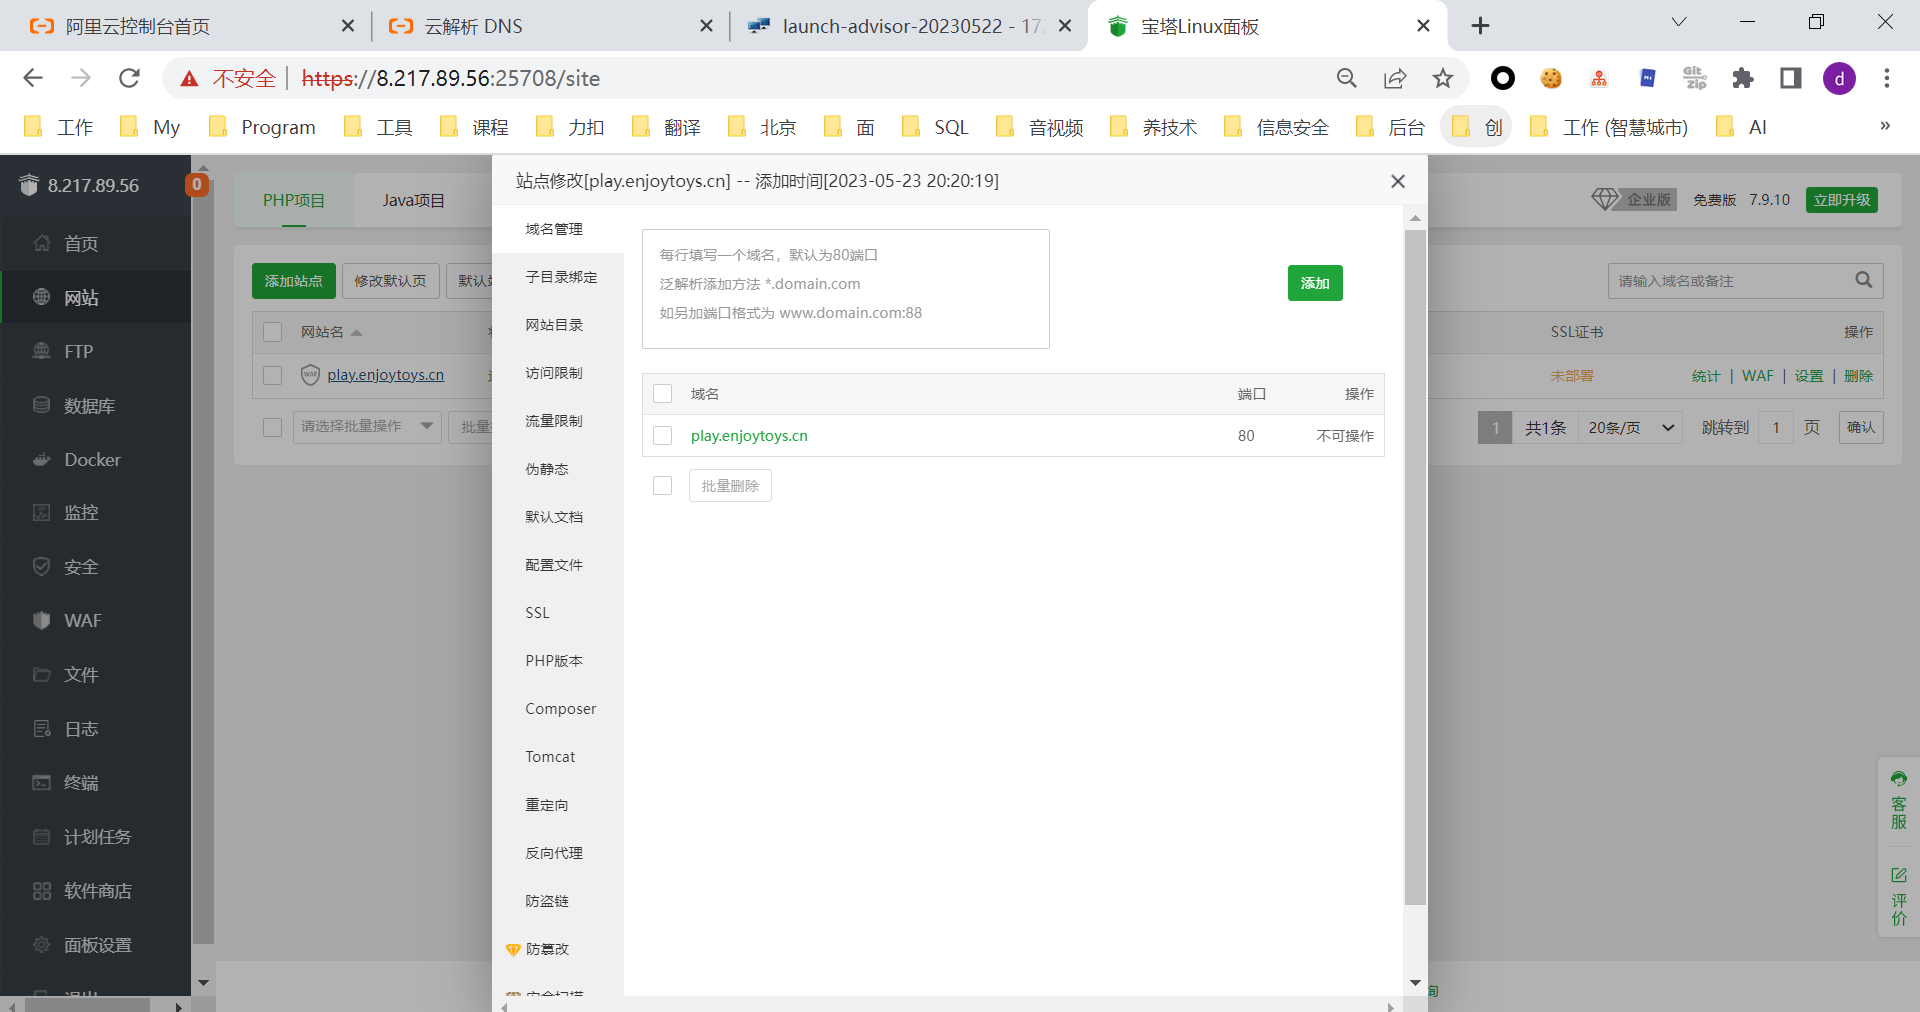 阿里云控制台首页
云解析 DNS
launch-advisor-20230522 - 17
宝塔Linux面板
不安全
https://8.217.89.56:25708/site
Git Zip
d
工作
My
Program
工具
课程
力扣
翻译
北京
面
SQL
音视频
养技术
信息安全
后台
创
工作 (智慧城市)
AI
»
8.217.89.56
0
首页
网站
FTP
数据库
Docker
监控
安全
WAF
文件
日志
终端
计划任务
软件商店
面板设置
PHP项目
Java项目
企业版
免费版
7.9.10
立即升级
添加站点
修改默认页
请输入域名或备注
网站名
SSL证书
操作
WAF
play.enjoytoys.cn
未部署
统计 | WAF | 设置 | 删除
请选择批量操作
批量
1
共1条
20条/页
跳转到
1
页
确认
站点修改[play.enjoytoys.cn] -- 添加时间[2023-05-23 20:20:19]
域名管理
子目录绑定
网站目录
访问限制
流量限制
伪静态
默认文档
配置文件
SSL
PHP版本
Composer
Tomcat
重定向
反向代理
防盗链
防篡改
每行填写一个域名，默认为80端口
泛解析添加方法 *.domain.com
如另加端口格式为 www.domain.com:88
添加
域名
端口
操作
play.enjoytoys.cn
80
不可操作
批量删除
客服
评价